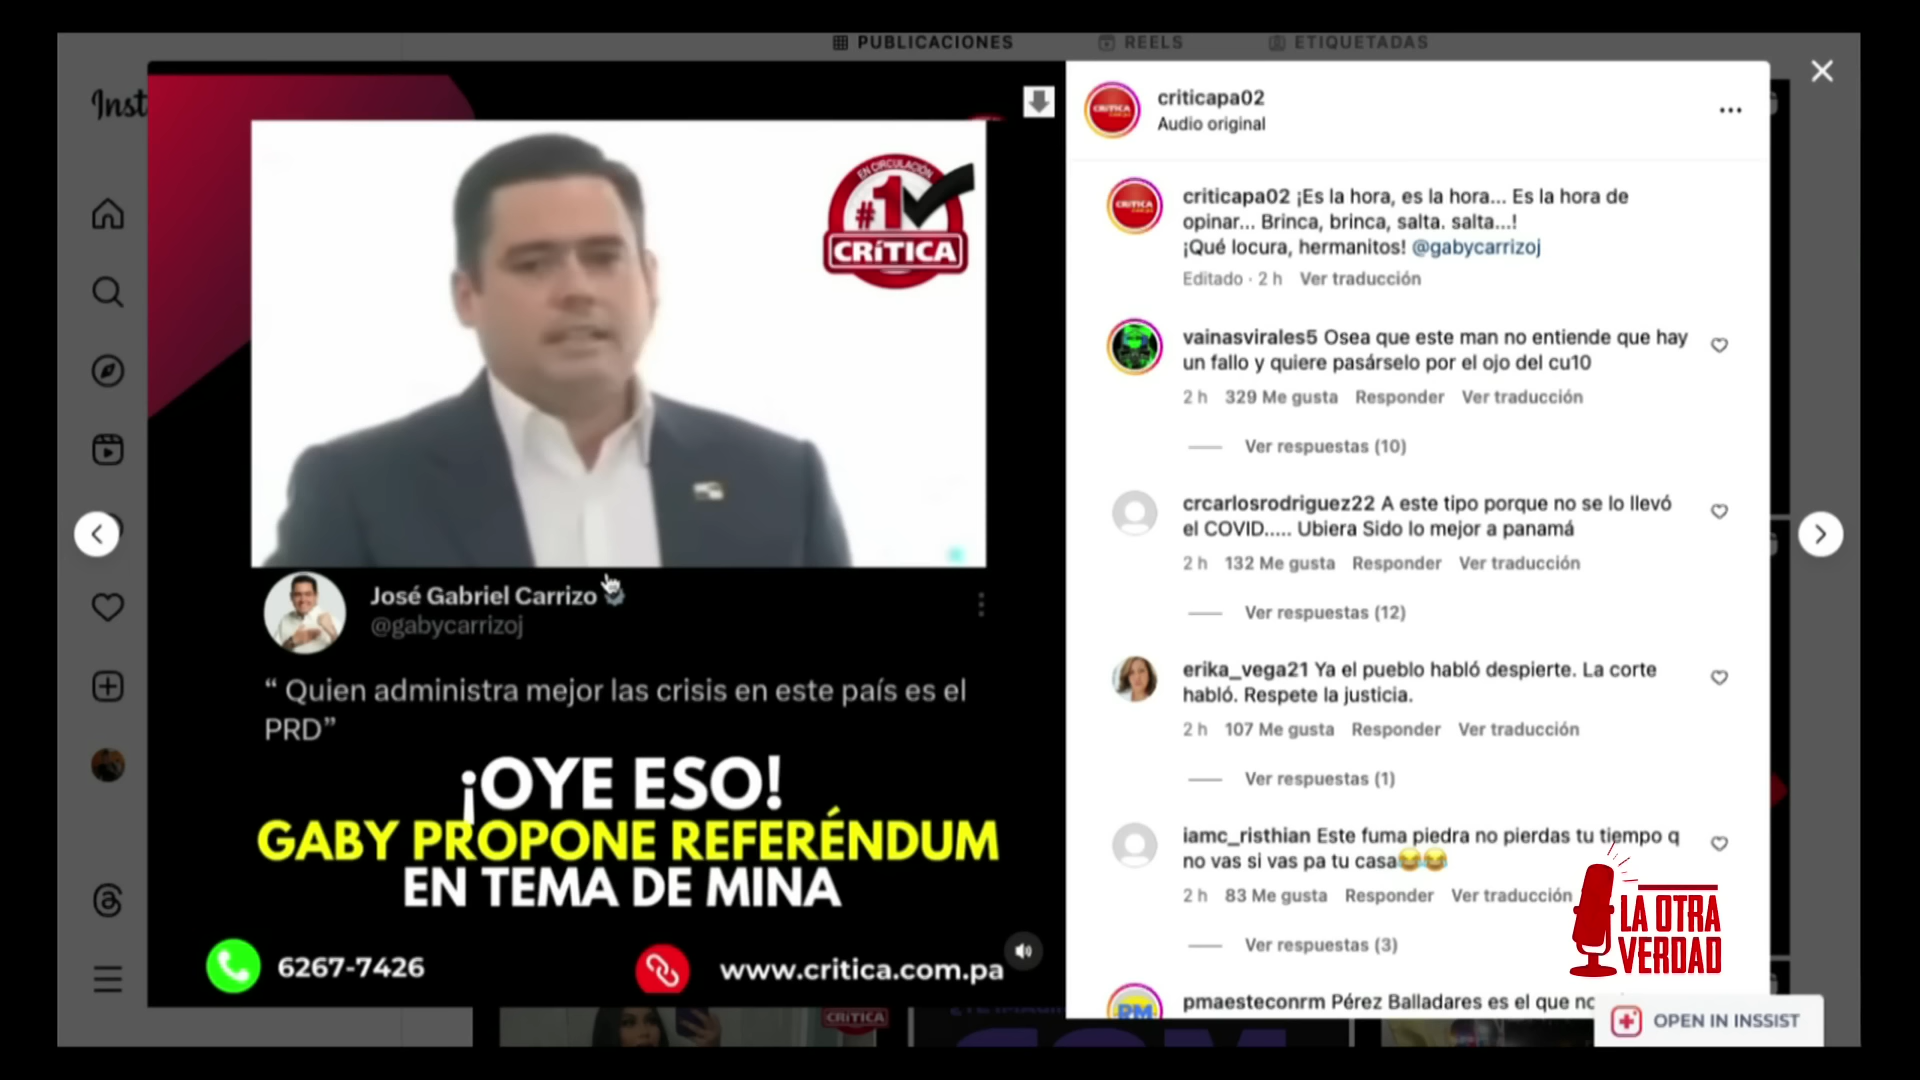 PUBLICACIONES
REELS
ETIQUETADAS
Inst
EN CIRCULACIÓN
#1
CRÍTICA
José Gabriel Carrizo
@gabycarrizoj
“ Quien administra mejor las crisis en este país es el
PRD”
¡OYE ESO!
GABY PROPONE REFERÉNDUM
EN TEMA DE MINA
6267-7426
www.critica.com.pa
criticapa02
Audio original
criticapa02 ¡Es la hora, es la hora... Es la hora de
opinar... Brinca, brinca, salta. salta...!
¡Qué locura, hermanitos! @gabycarrizoj
Editado · 2 h Ver traducción
vainasvirales5 Osea que este man no entiende que hay
un fallo y quiere pasárselo por el ojo del cu10
2 h 329 Me gusta Responder Ver traducción
Ver respuestas (10)
crcarlosrodriguez22 A este tipo porque no se lo llevó
el COVID..... Ubiera Sido lo mejor a panamá
2 h 132 Me gusta Responder Ver traducción
Ver respuestas (12)
erika_vega21 Ya el pueblo habló despierte. La corte
habló. Respete la justicia.
2 h 107 Me gusta Responder Ver traducción
Ver respuestas (1)
iamc_risthian Este fuma piedra no pierdas tu tiempo q
no vas si vas pa tu casa😂😂
2 h 83 Me gusta Responder Ver traducción
Ver respuestas (3)
pmaesteconrm Pérez Balladares es el que no
RM
LA OTRA
VERDAD
OPEN IN INSSIST
CRÍTICA